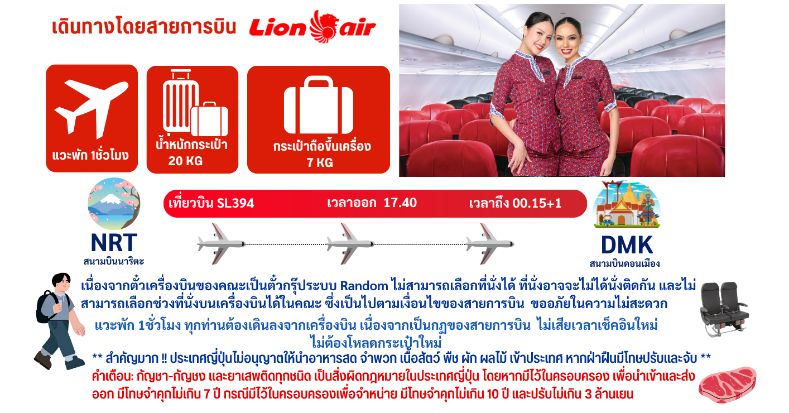 เดินทางโดยสายการบิน Lion air
แวะพัก 1ชั่วโมง
น้ำหนักกระเป๋า
20 KG
กระเป๋าถือขึ้นเครื่อง
7 KG
เที่ยวบิน SL394 เวลาออก 17.40 เวลาถึง 00.15+1
NRT
สนามบินนาริตะ
DMK
สนามบินดอนเมือง
เนื่องจากตั๋วเครื่องบินของคณะเป็นตั๋วกรุ๊ประบบ Random ไม่สามารถเลือกที่นั่งได้ ที่นั่งอาจจะไม่ได้นั่งติดกัน และไม่
สามารถเลือกช่วงที่นั่งบนเครื่องบินได้ในคณะ ซึ่งเป็นไปตามเงื่อนไขของสายการบิน ขออภัยในความไม่สะดวก
แวะพัก 1ชั่วโมง ทุกท่านต้องเดินลงจากเครื่องบิน เนื่องจากเป็นกฎของสายการบิน ไม่เสียเวลาเช็คอินใหม่
ไม่ต้องโหลดกระเป๋าใหม่
** สำคัญมาก !! ประเทศญี่ปุ่นไม่อนุญาตให้นำอาหารสด จำพวก เนื้อสัตว์ พืช ผัก ผลไม้ เข้าประเทศ หากฝ่าฝืนมีโทษปรับและจับ **
คำเตือน: กัญชา-กัญชง และยาเสพติดทุกชนิด เป็นสิ่งผิดกฎหมายในประเทศญี่ปุ่น โดยหากมีไว้ในครอบครอง เพื่อนำเข้าและส่ง
ออก มีโทษจำคุกไม่เกิน 7 ปี กรณีมีไว้ในครอบครองเพื่อจำหน่าย มีโทษจำคุกไม่เกิน 10 ปี และปรับไม่เกิน 3 ล้านเยน